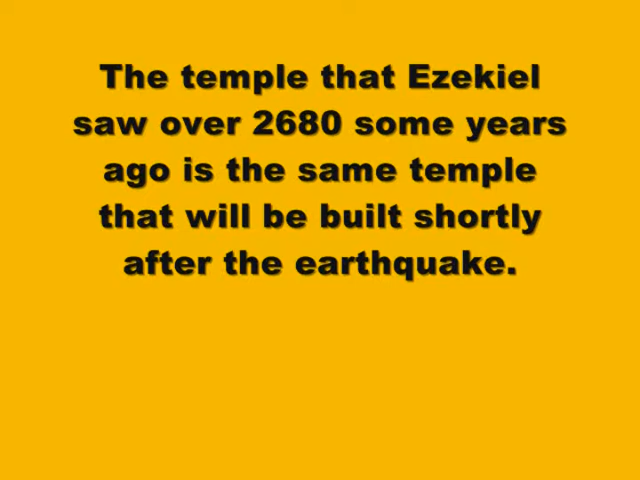 The temple that Ezekiel
saw over 2680 some years
ago is the same temple
that will be built shortly
after the earthquake.